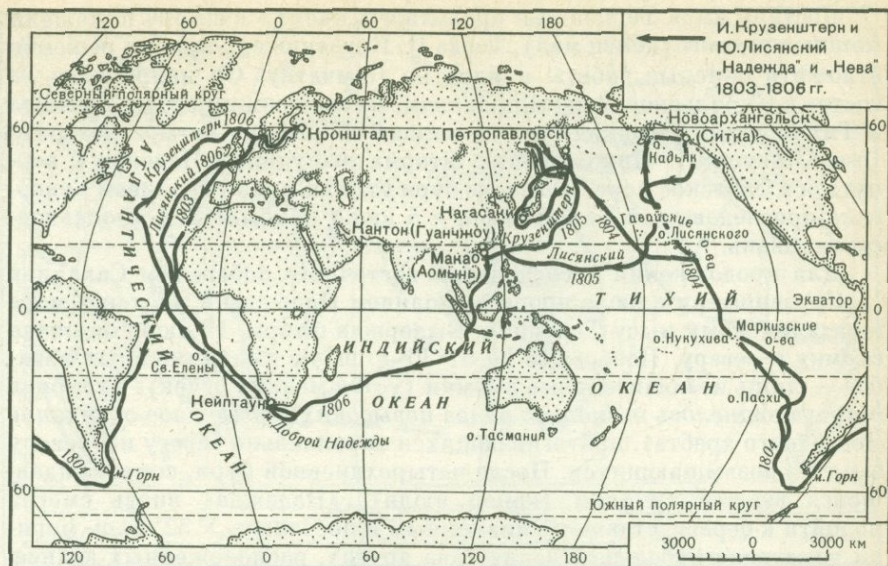 И. Крузенштерн и
Ю. Лисянский
„Надежда" и „Нева"
1803–1806 гг.
Северный полярный круг
Новоархангельск
(Ситка)
60
60
Крузенштерн 1806
Кронштадт
Петропавловск
о.
Кадьяк
Лисянский 1806
1803
АТЛАНТИЧЕСКИЙ
Нагасаки
Кантон (Гуанчжоу)
Крузенштерн
1805
1804
Гавайские
о-ва
о. Лисянского
Макао
(Аомынь)
Лисянский
1805
1804
ТИХИЙ
Экватор
0
0
о. Нукухива
Маркизские
о-ва
ИНДИЙСКИЙ
о.
Св. Елены
ОКЕАН
ОКЕАН
о. Пасхи
Кейптаун
1806
м. Доброй Надежды
ОКЕАН
о. Тасмания
1804
м. Горн
1804
м. Горн
60
60
Южный полярный круг
120
60
0
60
120
180
120
60
3000 км
0
3000 км